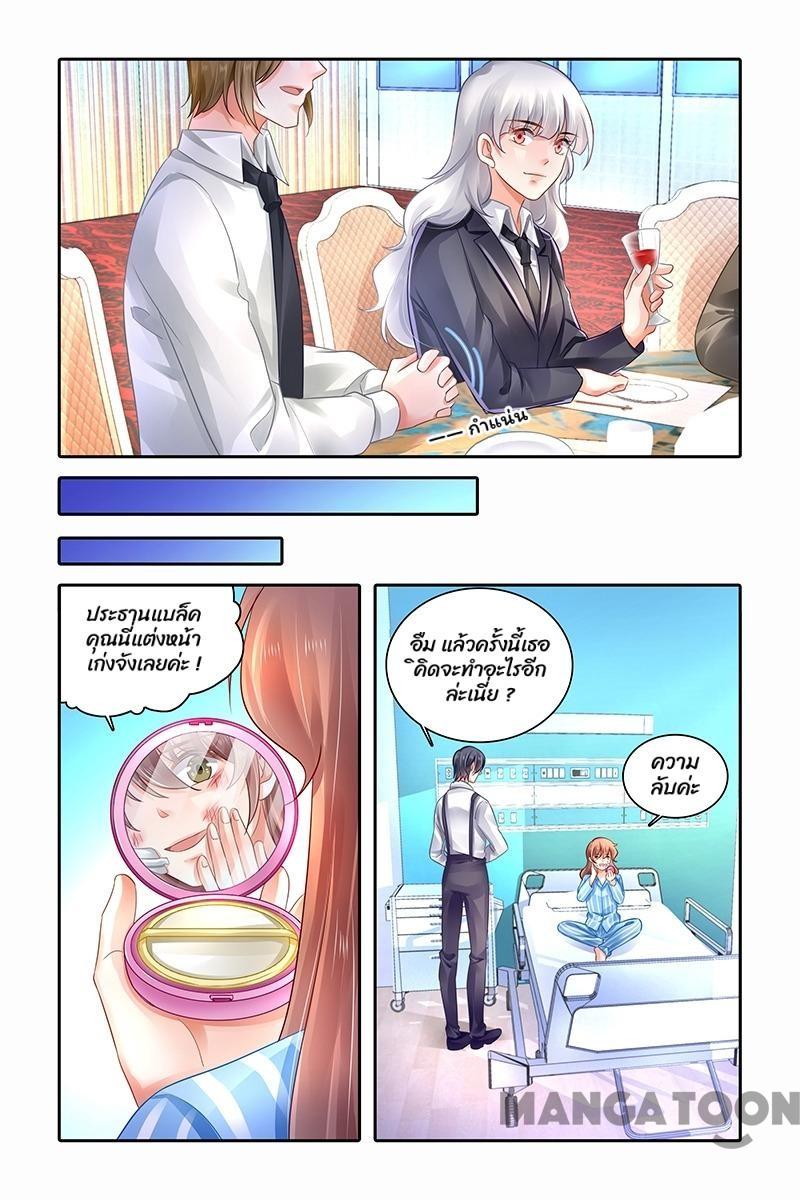 —— กำแน่น
ประธานแบล็ค
คุณนี่แต่งหน้า
เก่งจังเลยค่ะ !
อืม แล้วครั้งนี้เธอ
คิดจะทำอะไรอีก
ล่ะเนี่ย ?
ความ
ลับค่ะ
MANGATOON